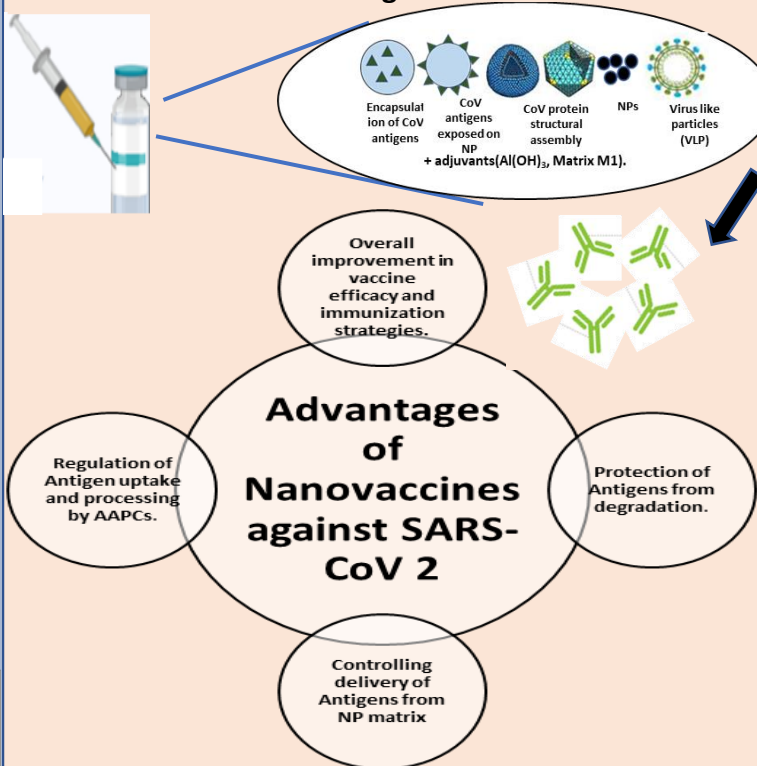 Encapsulat
ion of CoV
antigens
CoV
antigens
exposed on
NP
CoV protein
structural
assembly
NPs
Virus like
particles
(VLP)
+ adjuvants(Al(OH)₃, Matrix M1).
Overall
improvement in
vaccine
efficacy and
immunization
strategies.
Advantages
of
Nanovaccines
against SARS-
CoV 2
Regulation of
Antigen uptake
and processing
by AAPCs.
Protection of
Antigens from
degradation.
Controlling
delivery of
Antigens from
NP matrix